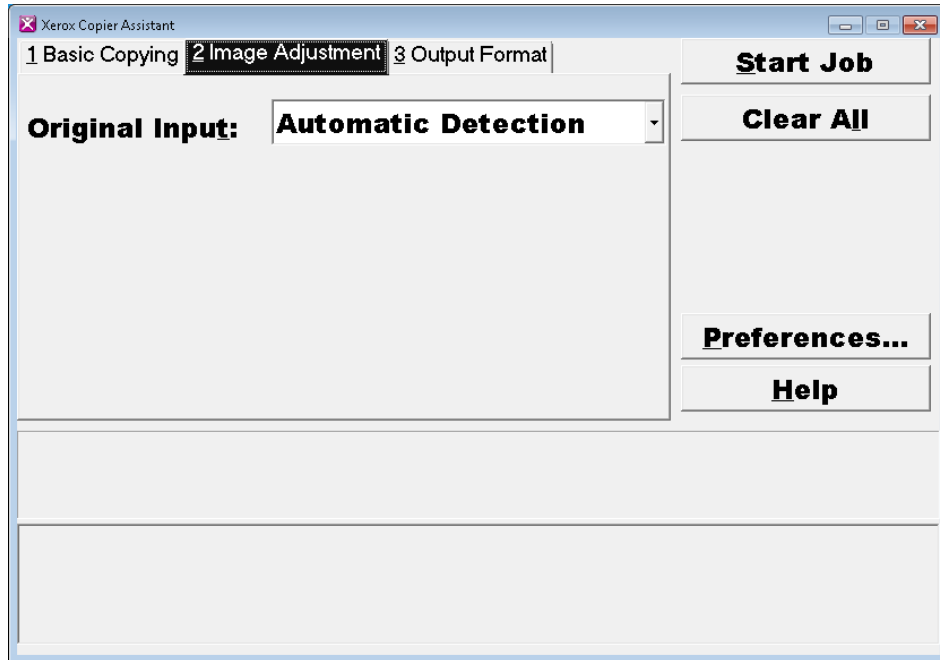 Xerox Copier Assistant
1 Basic Copying 2 Image Adjustment 3 Output Format
Start Job
Original Input: Automatic Detection
Clear All
Preferences...
Help